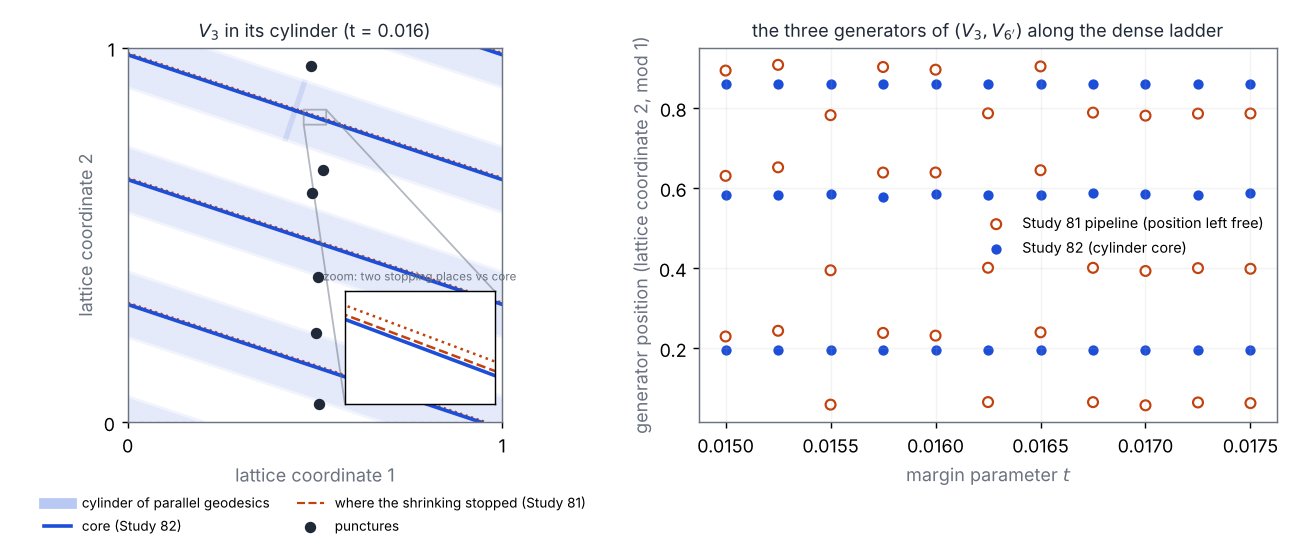 V₃ in its cylinder (t = 0.016)
1
0
0
1
lattice coordinate 2
lattice coordinate 1
zoom: two stopping places vs core
cylinder of parallel geodesics
core (Study 82)
where the shrinking stopped (Study 81)
punctures
the three generators of (V₃, V₆′) along the dense ladder
generator position (lattice coordinate 2, mod 1)
0.8
0.6
0.4
0.2
Study 81 pipeline (position left free)
Study 82 (cylinder core)
0.0150 0.0155 0.0160 0.0165 0.0170 0.0175
margin parameter t